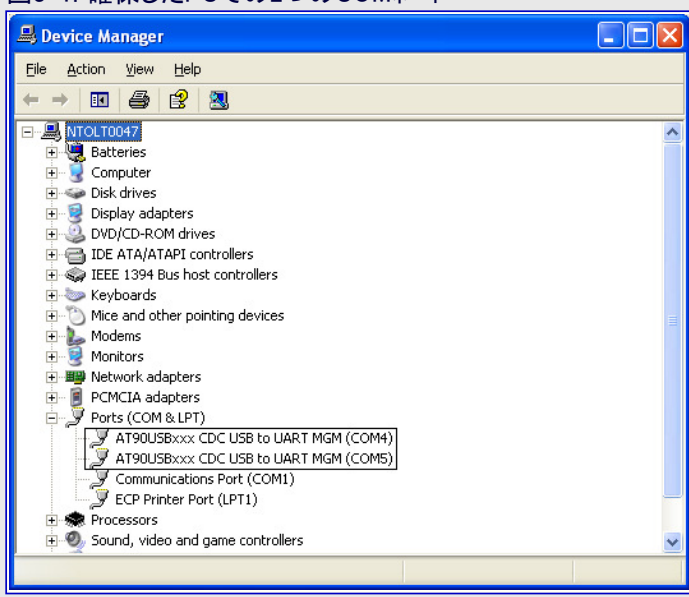 Device Manager
File Action View Help
NTOLT0047
Batteries
Computer
Disk drives
Display adapters
DVD/CD-ROM drives
IDE ATA/ATAPI controllers
IEEE 1394 Bus host controllers
Keyboards
Mice and other pointing devices
Modems
Monitors
Network adapters
PCMCIA adapters
Ports (COM & LPT)
AT90USBxxx CDC USB to UART MGM (COM4)
AT90USBxxx CDC USB to UART MGM (COM5)
Communications Port (COM1)
ECP Printer Port (LPT1)
Processors
Sound, video and game controllers